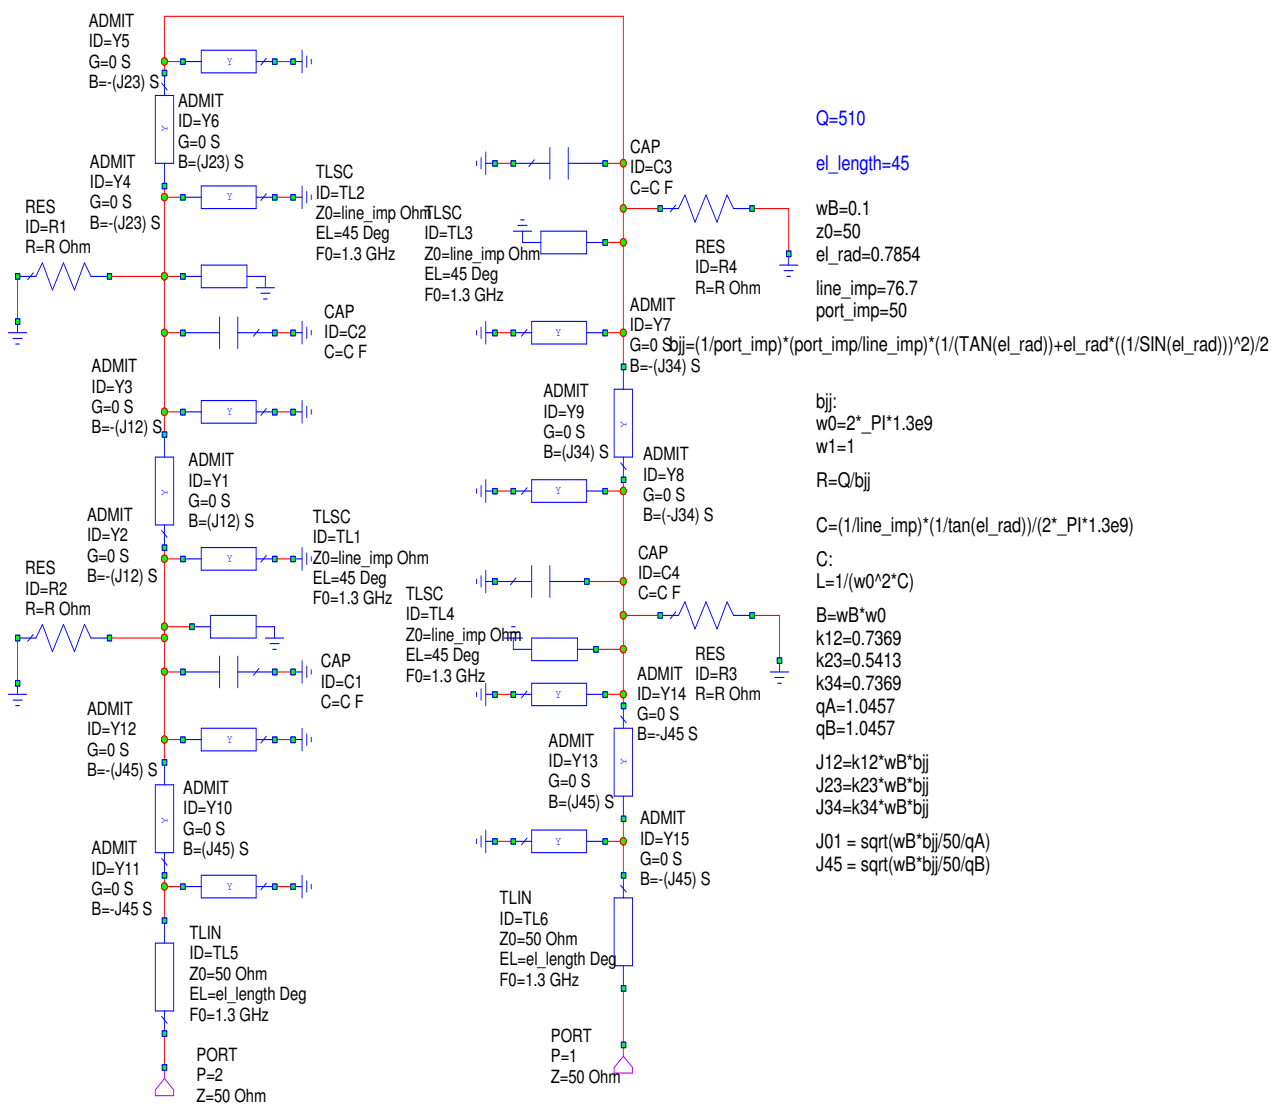 ADMIT
ID=Y5
G=0 S
B=-(J23) S
Y
ADMIT
ID=Y6
G=0 S
B=(J23) S
Y
ADMIT
ID=Y4
G=0 S
B=-(J23) S
Y
TLSC
ID=TL2
Z0=line_imp Ohm
EL=45 Deg
F0=1.3 GHz
RES
ID=R1
R=R Ohm
CAP
ID=C2
C=C F
ADMIT
ID=Y3
G=0 S
B=-(J12) S
Y
ADMIT
ID=Y1
G=0 S
B=(J12) S
Y
ADMIT
ID=Y2
G=0 S
B=-(J12) S
Y
TLSC
ID=TL1
Z0=line_imp Ohm
EL=45 Deg
F0=1.3 GHz
RES
ID=R2
R=R Ohm
CAP
ID=C1
C=C F
ADMIT
ID=Y12
G=0 S
B=-(J45) S
Y
ADMIT
ID=Y10
G=0 S
B=(J45) S
ADMIT
ID=Y11
G=0 S
B=-J45 S
Y
TLIN
ID=TL5
Z0=50 Ohm
EL=el_length Deg
F0=1.3 GHz
PORT
P=2
Z=50 Ohm
CAP
ID=C3
C=C F
TLSC
ID=TL3
Z0=line_imp Ohm
EL=45 Deg
F0=1.3 GHz
RES
ID=R4
R=R Ohm
ADMIT
ID=Y7
G=0 S
B=-(J34) S
Y
ADMIT
ID=Y9
G=0 S
B=(J34) S
Y
ADMIT
ID=Y8
G=0 S
B=(-J34) S
Y
CAP
ID=C4
C=C F
TLSC
ID=TL4
Z0=line_imp Ohm
EL=45 Deg
F0=1.3 GHz
RES
ID=R3
R=R Ohm
ADMIT
ID=Y14
G=0 S
B=-J45 S
Y
ADMIT
ID=Y13
G=0 S
B=(J45) S
Y
ADMIT
ID=Y15
G=0 S
B=-(J45) S
Y
TLIN
ID=TL6
Z0=50 Ohm
EL=el_length Deg
F0=1.3 GHz
PORT
P=1
Z=50 Ohm
Q=510
el_length=45
wB=0.1
z0=50
el_rad=0.7854
line_imp=76.7
port_imp=50
bjj=(1/port_imp)*(port_imp/line_imp)*(1/(TAN(el_rad))+el_rad*((1/SIN(el_rad)))^2)/2
bjj:
w0=2*_PI*1.3e9
w1=1
R=Q/bjj
C=(1/line_imp)*(1/tan(el_rad))/(2*_PI*1.3e9)
C:
L=1/(w0^2*C)
B=wB*w0
k12=0.7369
k23=0.5413
k34=0.7369
qA=1.0457
qB=1.0457
J12=k12*wB*bjj
J23=k23*wB*bjj
J34=k34*wB*bjj
J01 = sqrt(wB*bjj/50/qA)
J45 = sqrt(wB*bjj/50/qB)